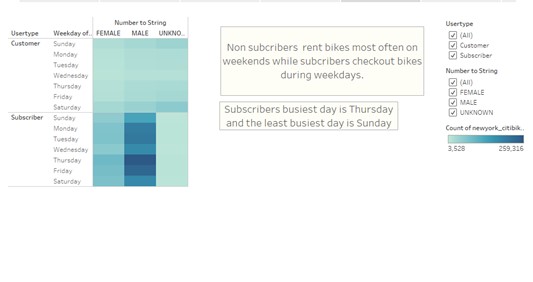 Number to String
Usertype Weekday of.. FEMALE MALE UNKNO..
Customer Sunday
Monday
Tuesday
Wednesday
Thursday
Friday
Saturday
Subscriber Sunday
Monday
Tuesday
Wednesday
Thursday
Friday
Saturday
Non subcribers rent bikes most often on
weekends while subcribers checkout bikes
during weekdays.
Subscribers busiest day is Thursday
and the least busiest day is Sunday
Usertype
(All)
Customer
Subscriber
Number to String
(All)
FEMALE
MALE
UNKNOWN
Count of newyork_citibik..
3,528 259,316